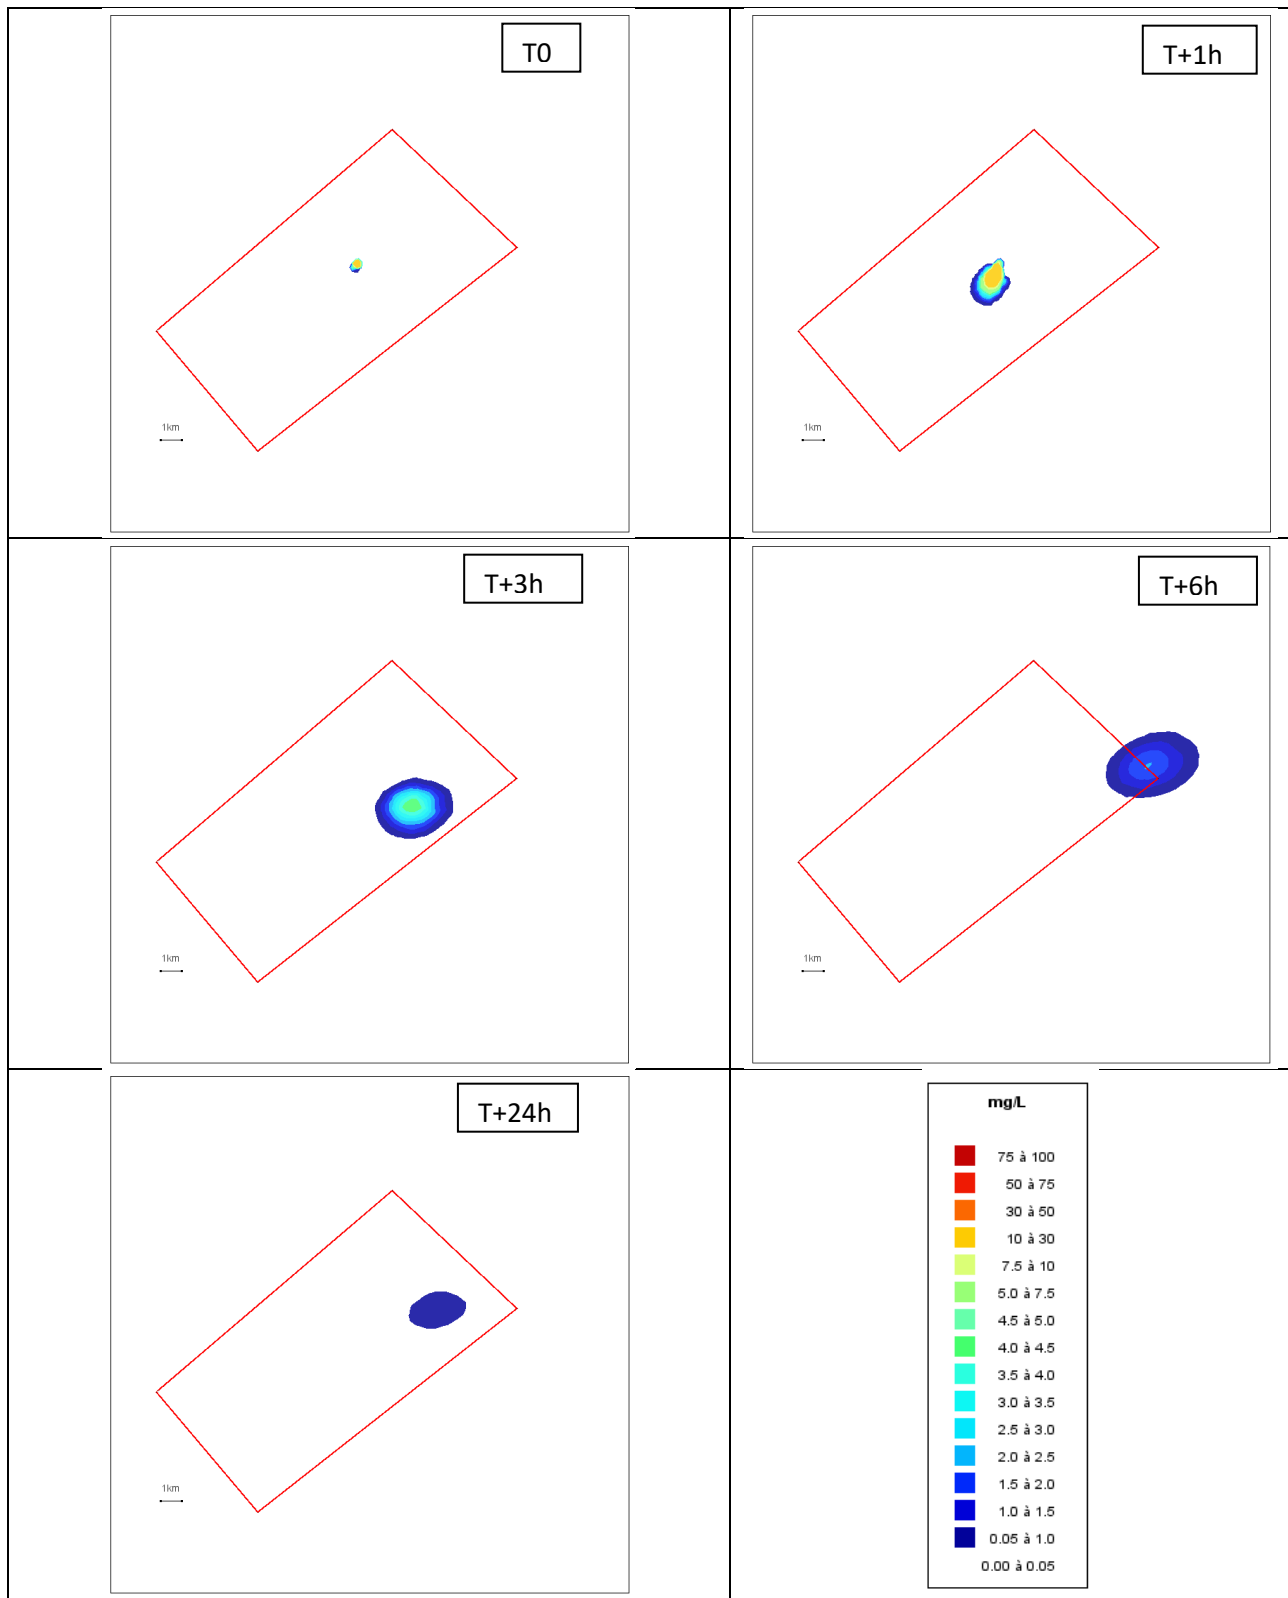 T0
1km
T+1h
1km
T+3h
1km
T+6h
1km
T+24h
1km
mg/L
75 à 100
50 à 75
30 à 50
10 à 30
7.5 à 10
5.0 à 7.5
4.5 à 5.0
4.0 à 4.5
3.5 à 4.0
3.0 à 3.5
2.5 à 3.0
2.0 à 2.5
1.5 à 2.0
1.0 à 1.5
0.05 à 1.0
0.00 à 0.05